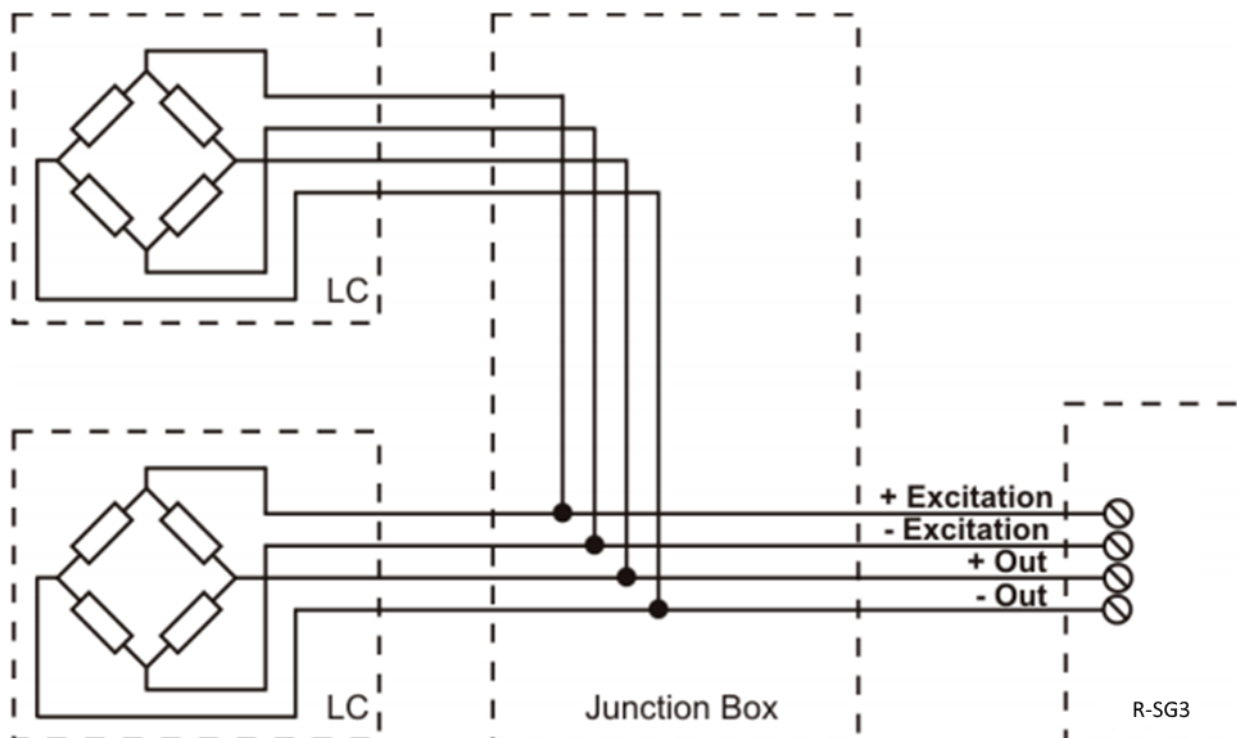 LC
+ Excitation
- Excitation
+ Out
- Out
LC
Junction Box
R-SG3